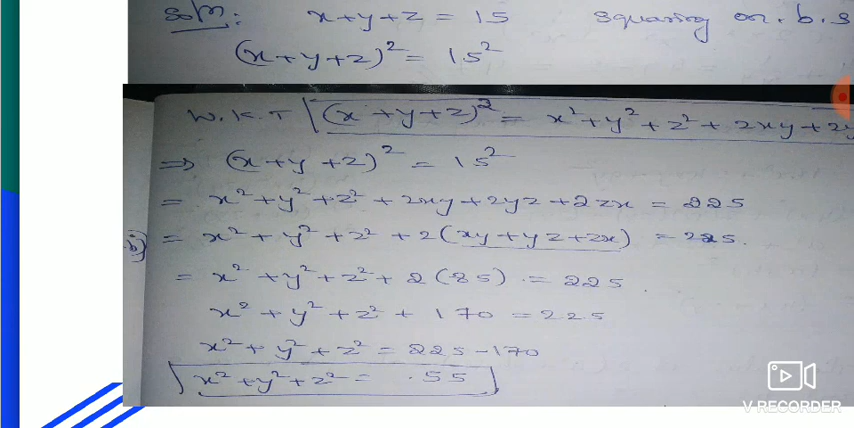 Soln: x+y+z = 15 squaring on. b. s
(x+y+z)² = 15²
W.K.T (x+y+z)² = x²+y²+z²+2xy+2y
⇒ (x+y+z)² = 15²
= x²+y²+z²+2xy+2yz+2zx = 225
b) = x²+y²+z²+2(xy+yz+zx) = 225.
= x²+y²+z²+2(85) = 225
x²+y²+z²+170 = 225
x²+y²+z² = 225-170
x²+y²+z² = .55
V RECORDER